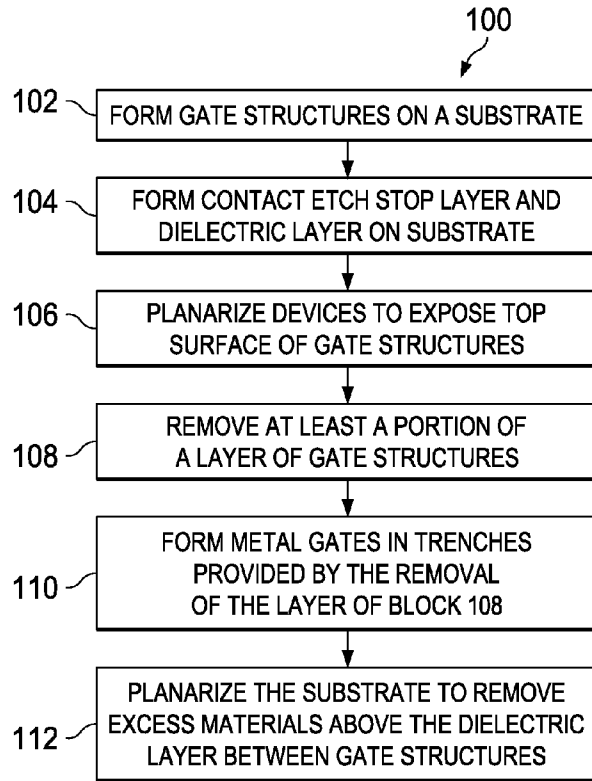 100
102
FORM GATE STRUCTURES ON A SUBSTRATE
104
FORM CONTACT ETCH STOP LAYER AND
DIELECTRIC LAYER ON SUBSTRATE
106
PLANARIZE DEVICES TO EXPOSE TOP
SURFACE OF GATE STRUCTURES
108
REMOVE AT LEAST A PORTION OF
A LAYER OF GATE STRUCTURES
110
FORM METAL GATES IN TRENCHES
PROVIDED BY THE REMOVAL
OF THE LAYER OF BLOCK 108
112
PLANARIZE THE SUBSTRATE TO REMOVE
EXCESS MATERIALS ABOVE THE DIELECTRIC
LAYER BETWEEN GATE STRUCTURES